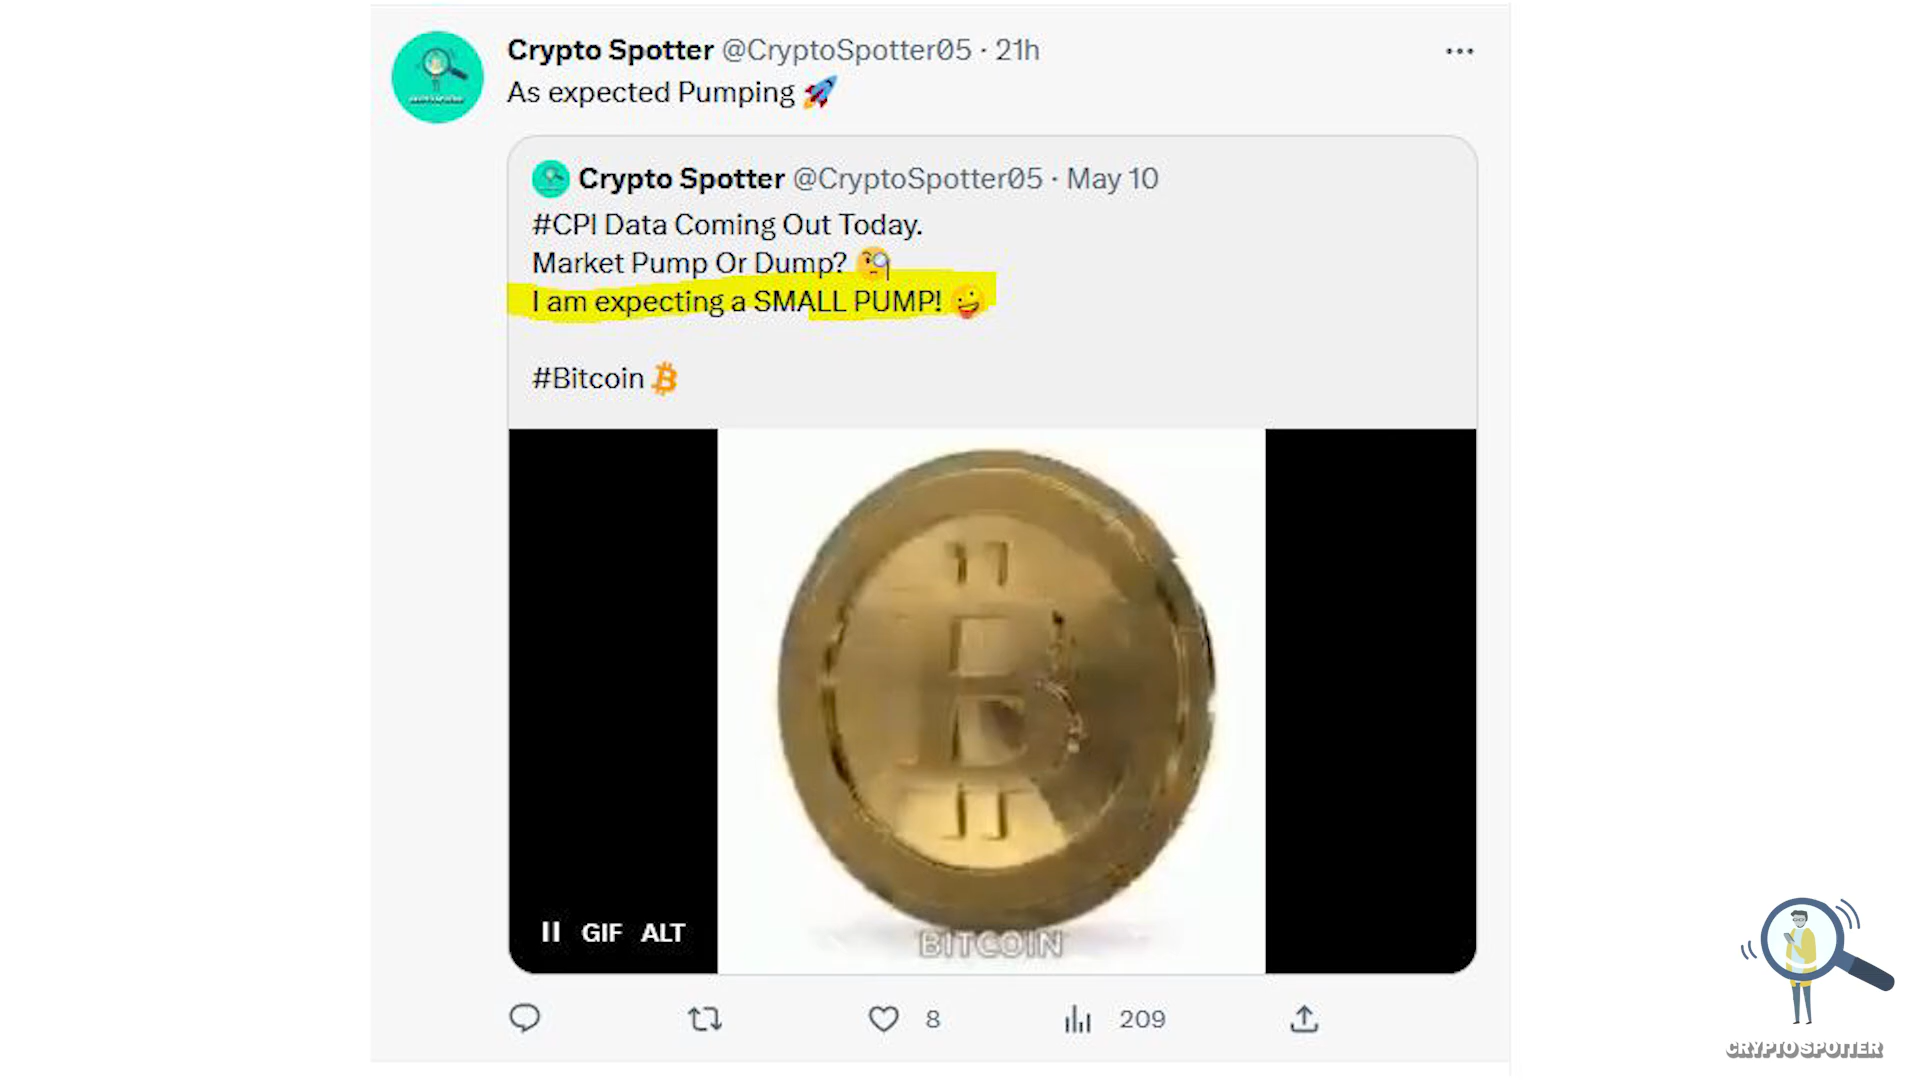 Crypto Spotter @CryptoSpotter05 · 21h
As expected Pumping 🚀
Crypto Spotter @CryptoSpotter05 · May 10
#CPI Data Coming Out Today.
Market Pump Or Dump? 🧐
I am expecting a SMALL PUMP! 🤪
#Bitcoin
BITCOIN
GIF ALT
8 209
CRYPTO SPOTTER